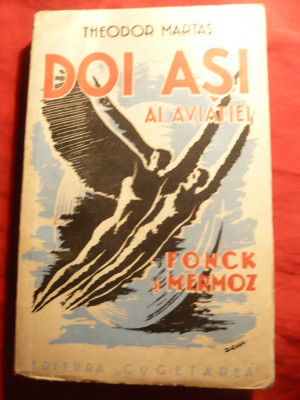 THEODOR MARTAS
DOI AȘI
AI AVIAȚIEI
FONCK
ȘI MERMOZ
EDITURA „CUGETAREA"